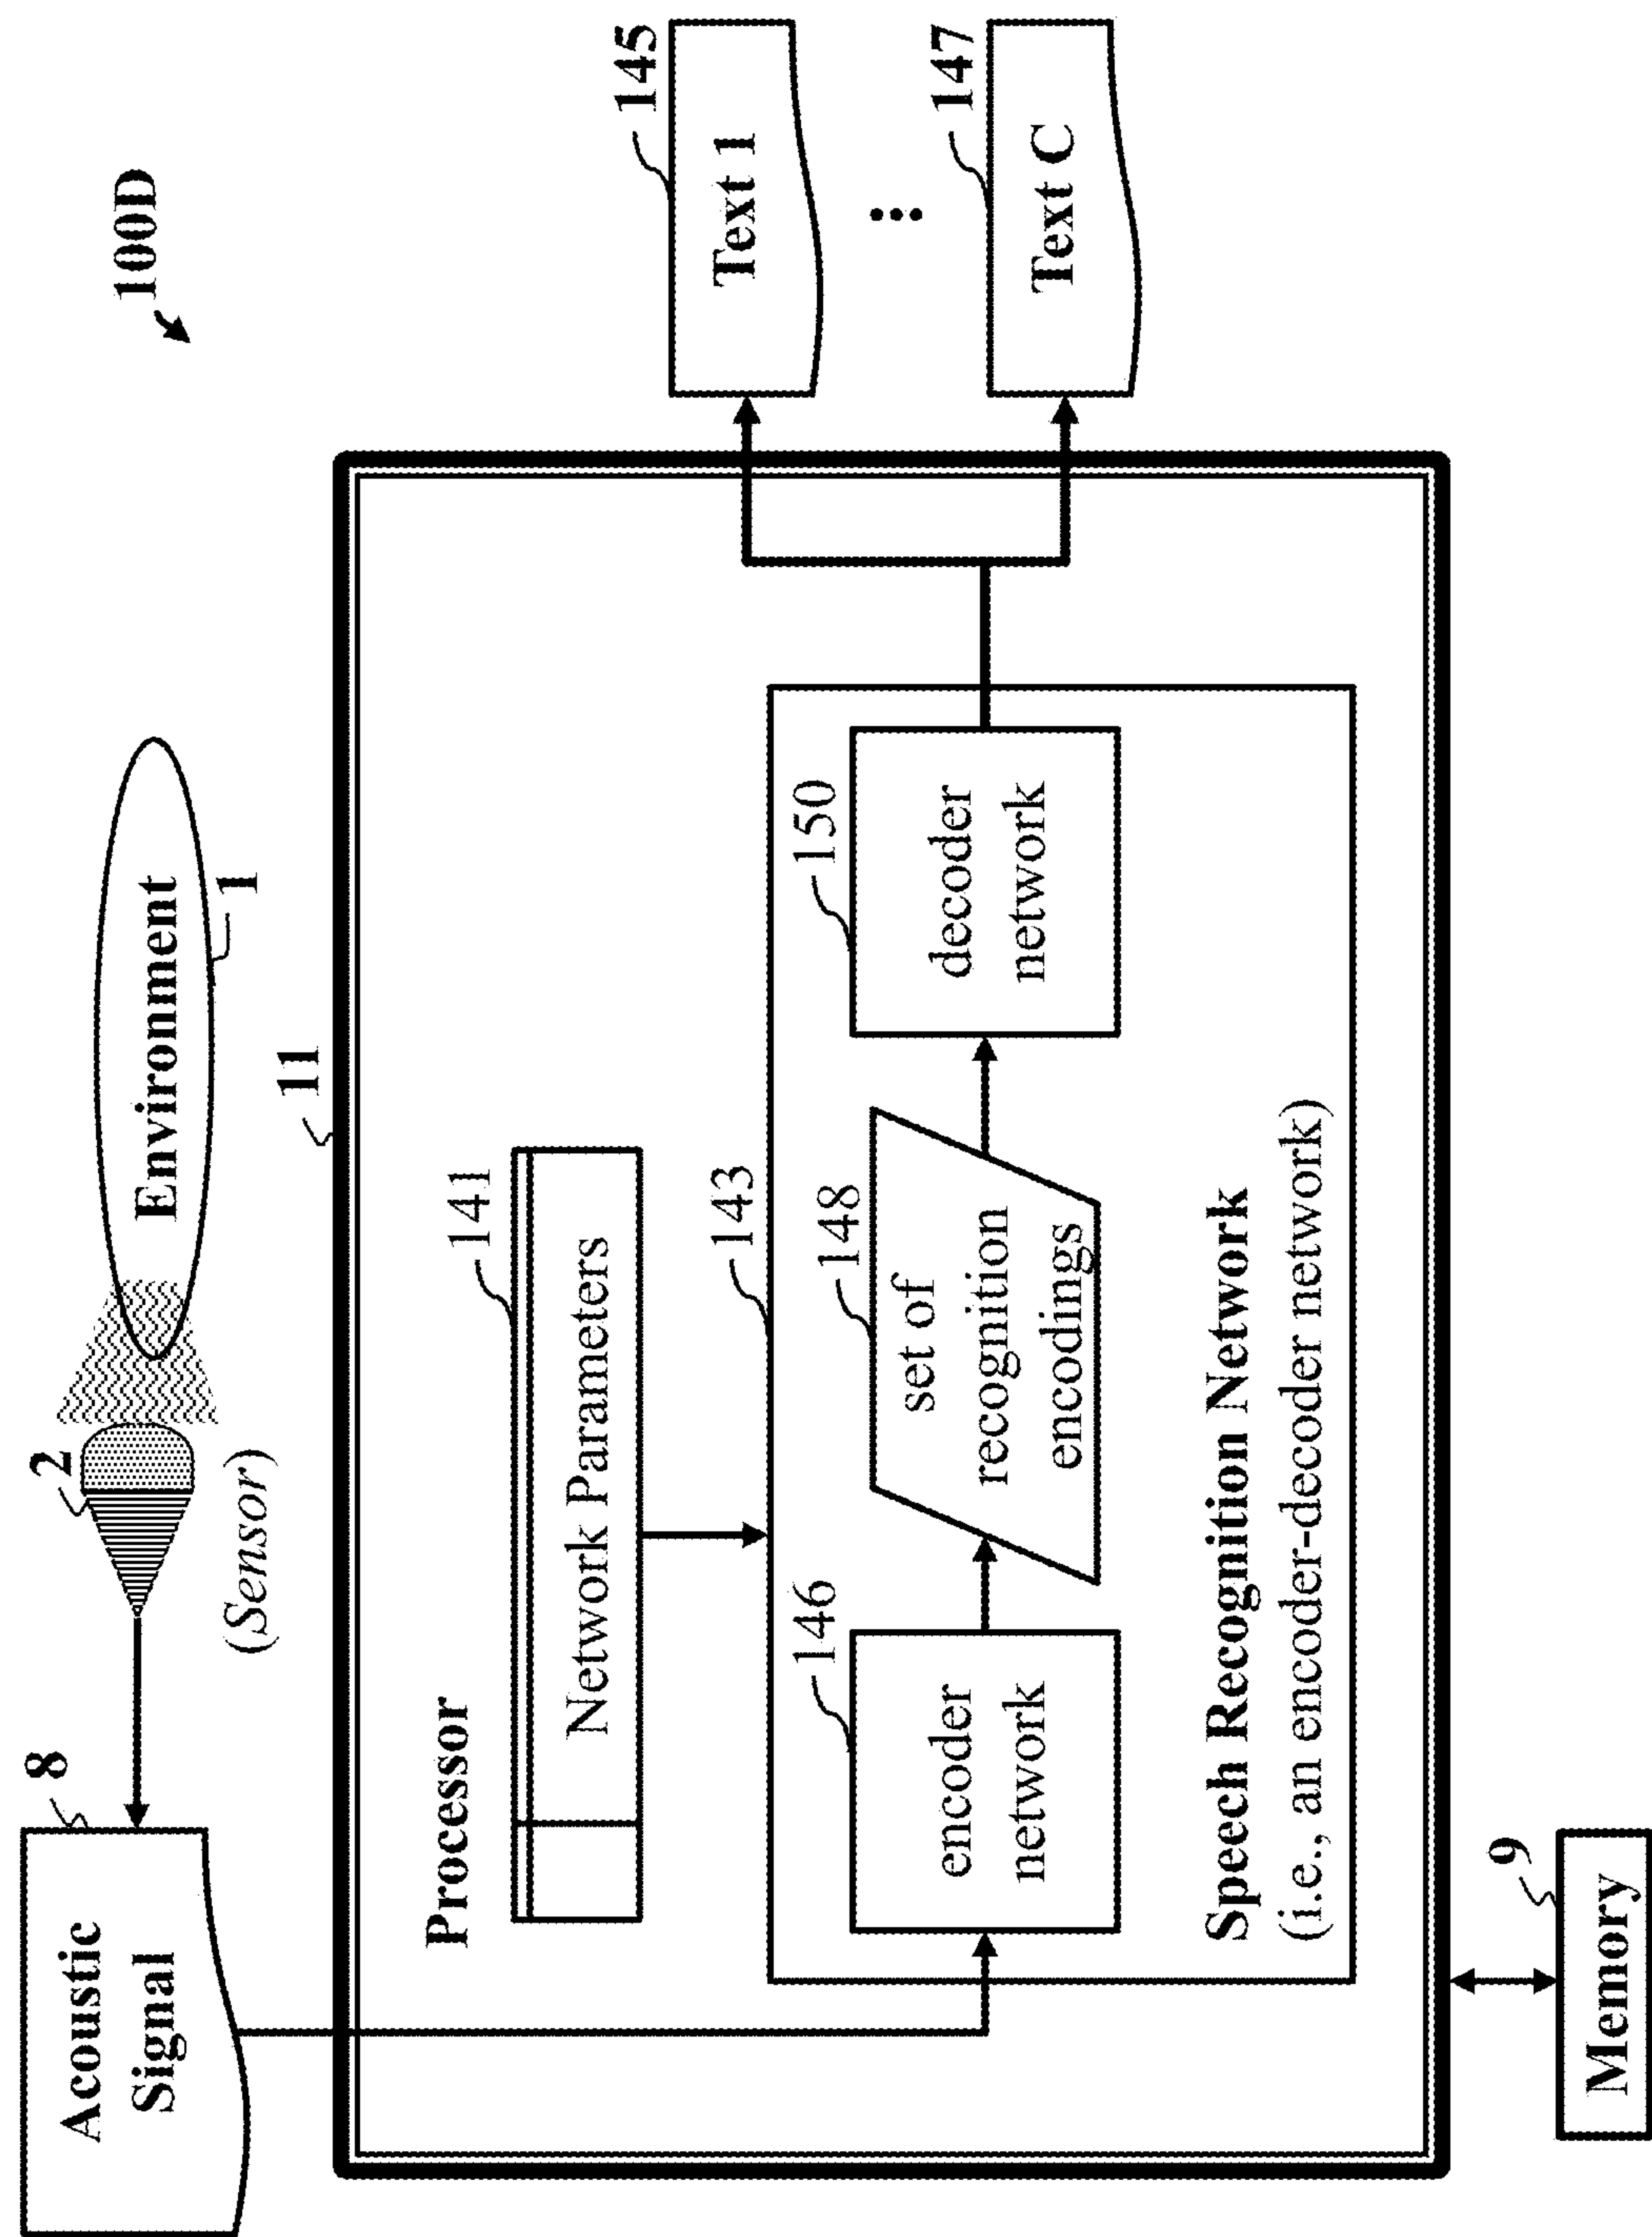 100D
Acoustic
Signal
8
2
(Sensor)
Environment
1
11
Processor
141
Network Parameters
143
146
encoder
network
148
set of
recognition
encodings
150
decoder
network
Speech Recognition Network
(i.e., an encoder-decoder network)
145
Text 1
147
Text C
9
Memory